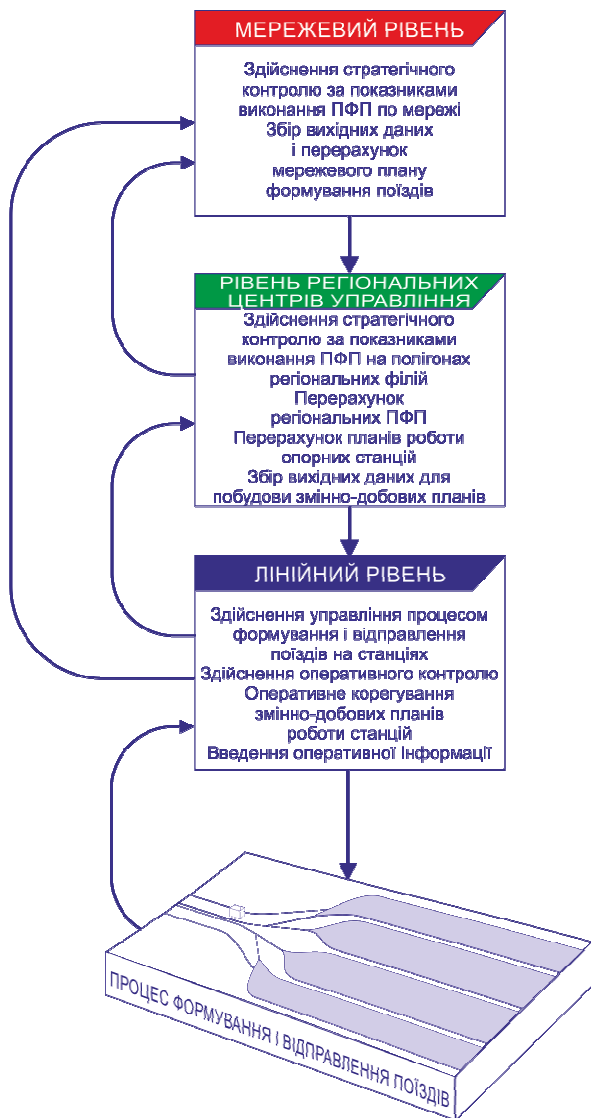 МЕРЕЖЕВИЙ РІВЕНЬ
Здійснення стратегічного
контролю за показниками
виконання ПФП по мережі
Збір вихідних даних
і перерахунок
мережевого плану
формування поїздів
РІВЕНЬ РЕГІОНАЛЬНИХ
ЦЕНТРІВ УПРАВЛІННЯ
Здійснення стратегічного
контролю за показниками
виконання ПФП на полігонах
регіональних філій
Перерахунок
регіональних ПФП
Перерахунок планів роботи
опорних станцій
Збір вихідних даних для
побудови змінно-добових планів
ЛІНІЙНИЙ РІВЕНЬ
Здійснення управління процесом
формування і відправлення
поїздів на станціях
Здійснення оперативного контролю
Оперативне корегування
змінно-добових планів
роботи станцій
Введення оперативної інформації
ПРОЦЕС ФОРМУВАННЯ І ВІДПРАВЛЕННЯ ПОЇЗДІВ